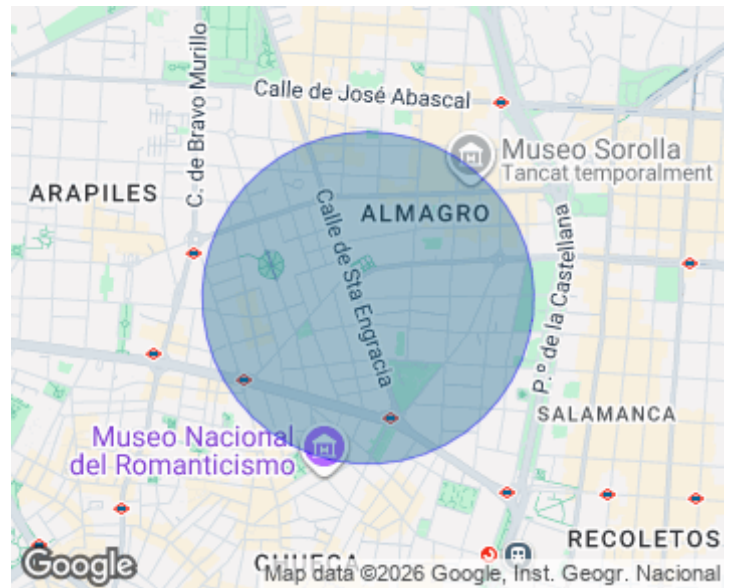 C. de Bravo Murillo
Calle de José Abascal
Museo Sorolla
Tancat temporalment
ARAPILES
ALMAGRO
Calle de Sta Engracia
P.º de la Castellana
SALAMANCA
Museo Nacional
del Romanticismo
RECOLETOS
CHUECA
Google
Map data ©2026 Google, Inst. Geogr. Nacional